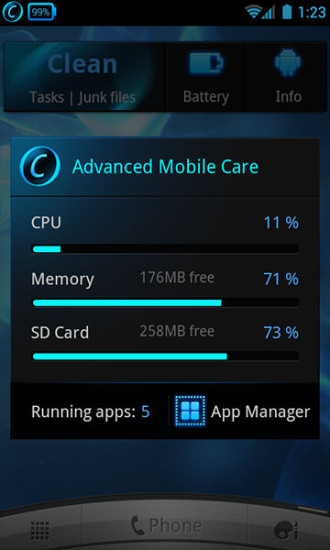 99% 1:23
Clean
Tasks | Junk files Battery Info
Advanced Mobile Care
CPU 11 %
Memory 176MB free 71 %
SD Card 258MB free 73 %
Running apps: 5 App Manager
Phone